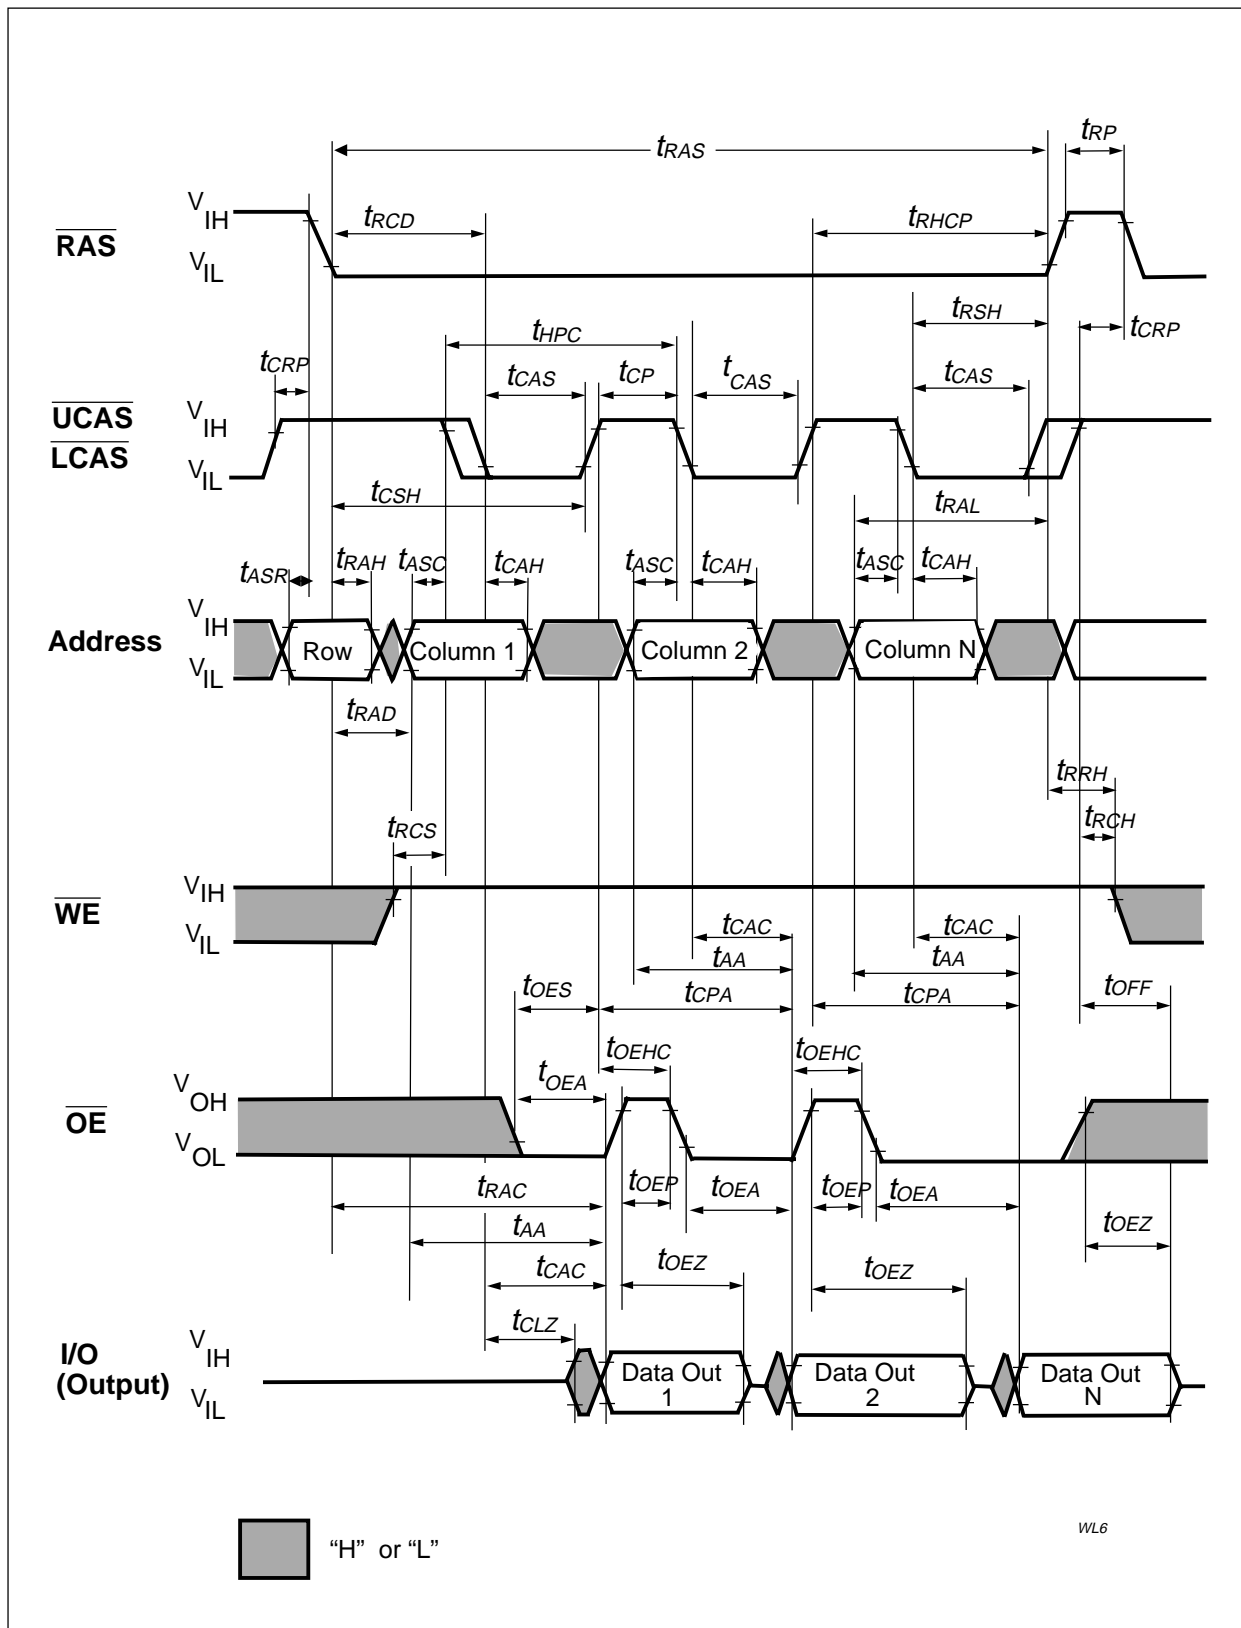 tRAS
tRP
VIH
RAS
VIL
tRCD
tRHCP
tRSH
tCRP
tHPC
tCRP
tCAS
tCP
tCAS
tCAS
UCAS
LCAS
VIH
VIL
tCSH
tRAL
tASR
tRAH
tASC
tCAH
tASC
tCAH
tASC
tCAH
VIH
Address
VIL
Row
Column 1
Column 2
Column N
tRAD
tRRH
tRCS
tRCH
VIH
WE
VIL
tCAC
tCAC
tAA
tAA
tOES
tCPA
tCPA
tOFF
tOEHC
tOEHC
tOEA
VOH
OE
VOL
tRAC
tOEP
tOEA
tOEP
tOEA
tAA
tOEZ
tCAC
tOEZ
tOEZ
tCLZ
I/O
(Output)
VIH
VIL
Data Out
1
Data Out
2
Data Out
N
“H” or “L”
WL6